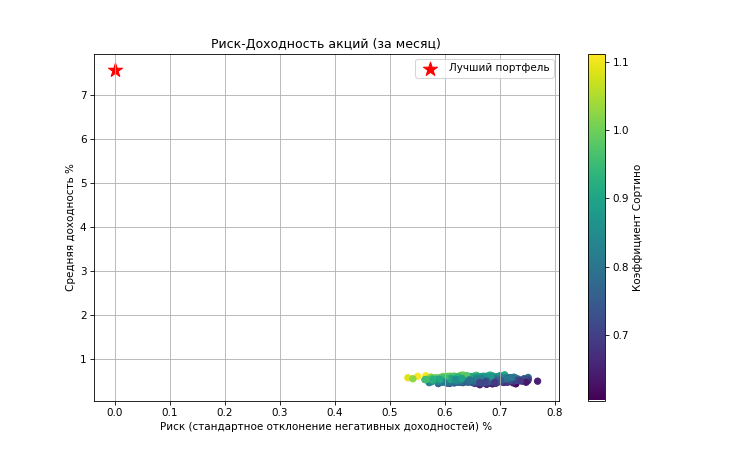 Риск-Доходность акций (за месяц)
Лучший портфель
Средняя доходность %
7
6
5
4
3
2
1
0.0 0.1 0.2 0.3 0.4 0.5 0.6 0.7 0.8
Риск (стандартное отклонение негативных доходностей) %
1.1
1.0
0.9
0.8
0.7
Коэффициент Сортино